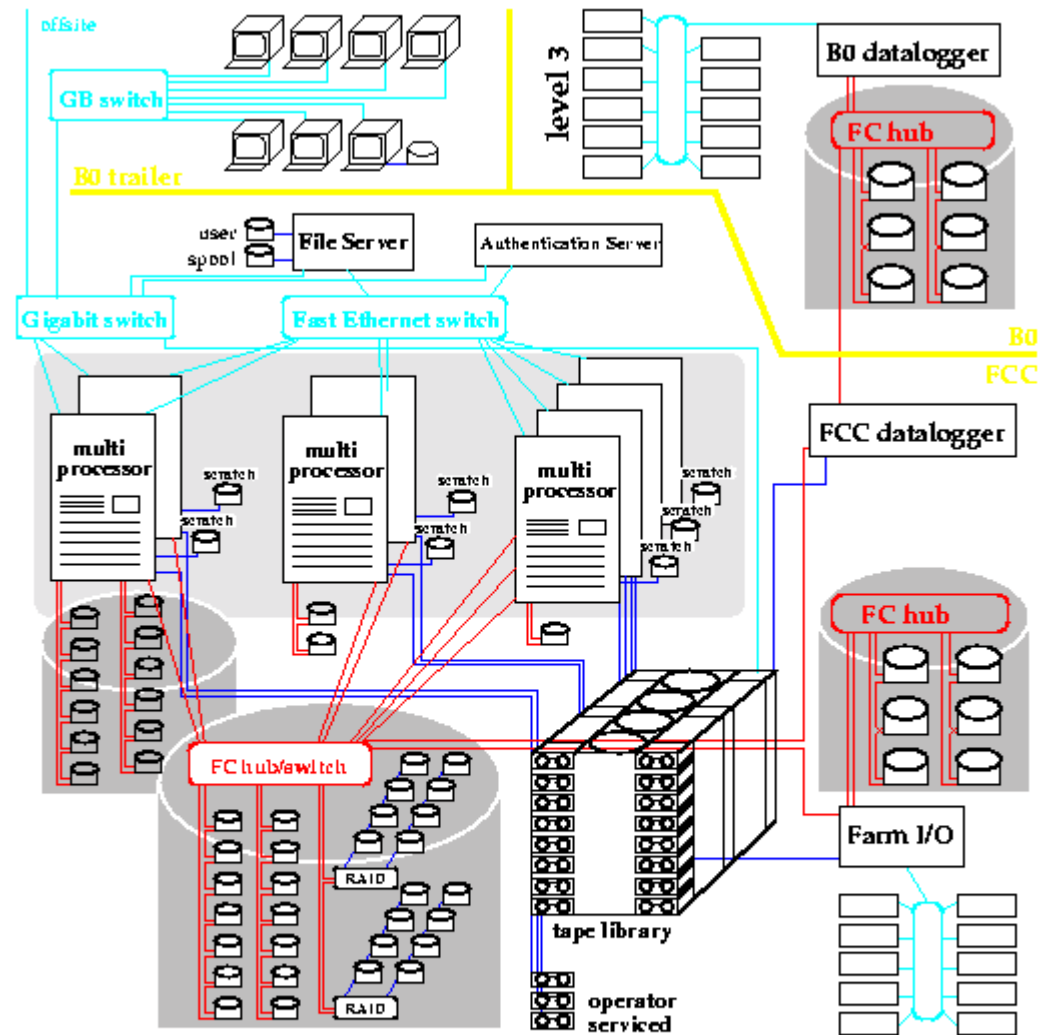 offsite
GB switch
B0 trailer
level 3
B0 datalogger
FC hub
user
spool
File Server
Authentication Server
Gigabit switch
Fast Ethernet switch
B0
FCC
FCC datalogger
multi
processor
scratch
scratch
multi
processor
scratch
scratch
multi
processor
scratch
scratch
scratch
FC hub
FC hub/switch
RAID
RAID
Farm I/O
tape library
operator
serviced